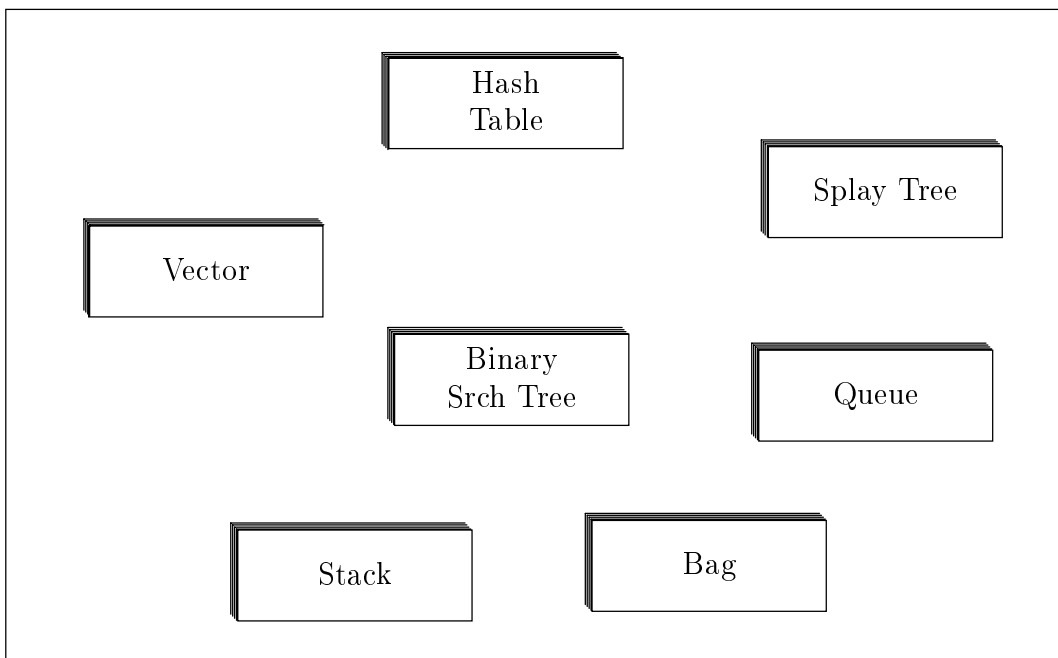 Hash
Table
Splay Tree
Vector
Binary
Srch Tree
Queue
Stack
Bag